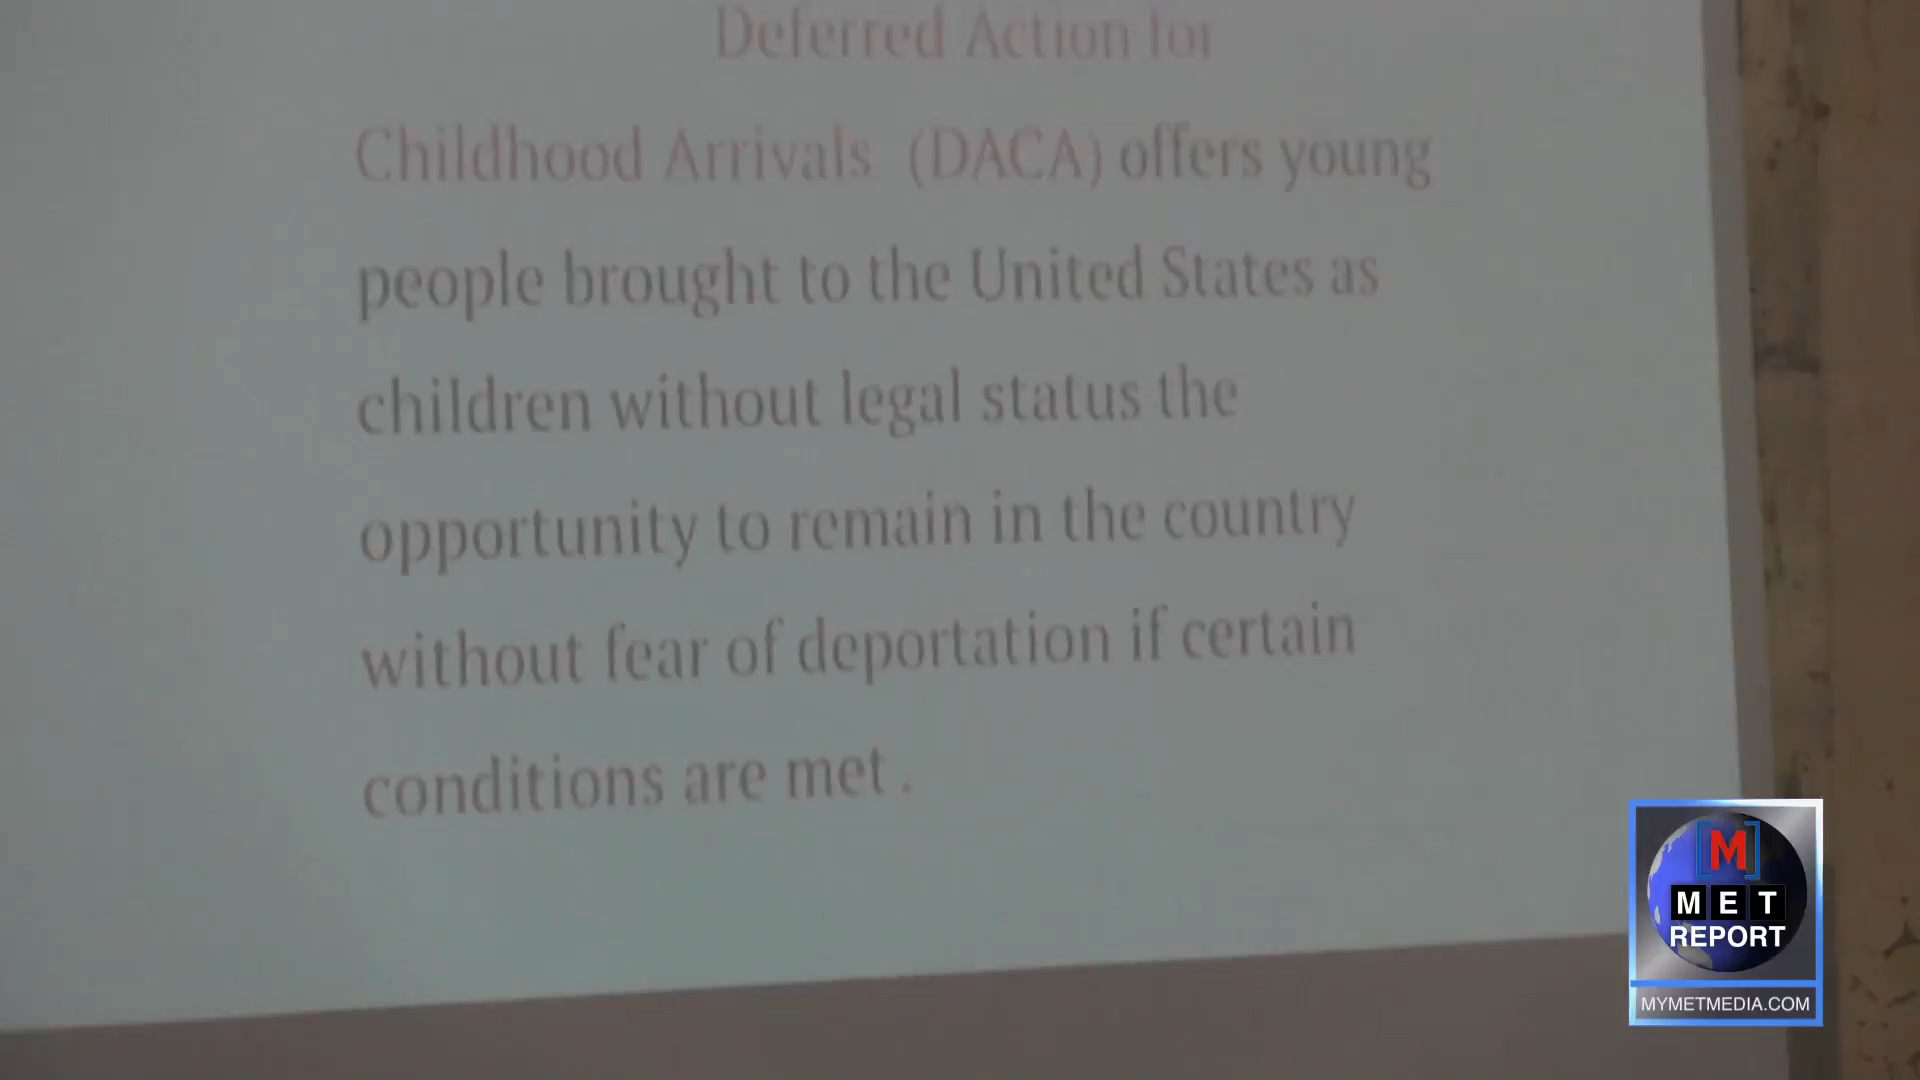 Deferred Action for
Childhood Arrivals (DACA) offers young
people brought to the United States as
children without legal status the
opportunity to remain in the country
without fear of deportation if certain
conditions are met .
[M]
MET
REPORT
MYMETMEDIA.COM